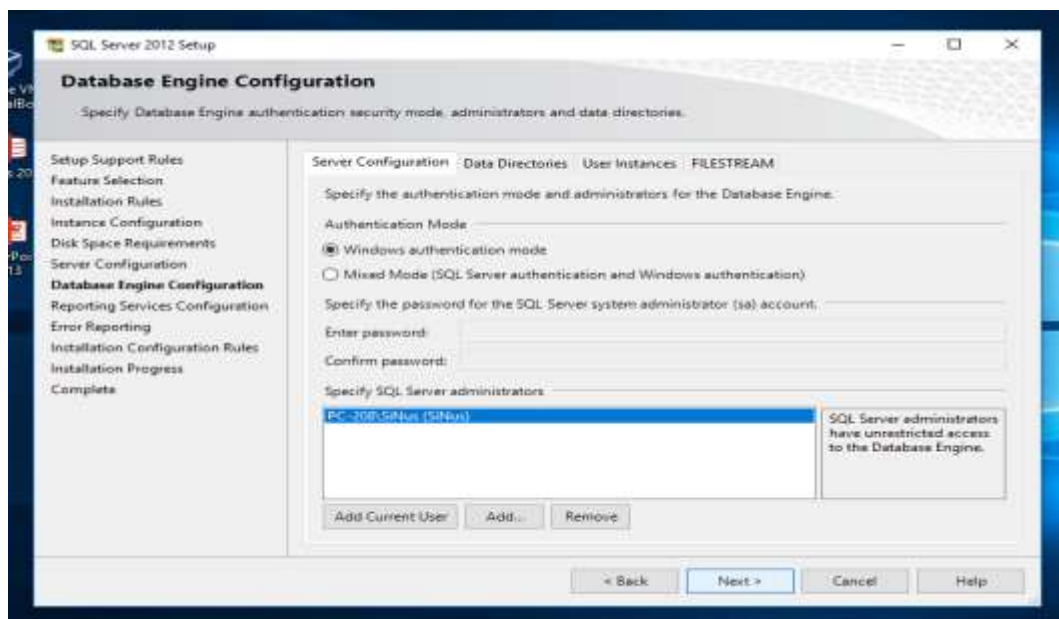 SQL Server 2012 Setup
Database Engine Configuration
Specify Database Engine authentication security mode, administrators and data directories.
Setup Support Rules
Feature Selection
Installation Rules
Instance Configuration
Disk Space Requirements
Server Configuration
Database Engine Configuration
Reporting Services Configuration
Error Reporting
Installation Configuration Rules
Installation Progress
Complete
Server Configuration Data Directories User Instances FILESTREAM
Specify the authentication mode and administrators for the Database Engine.
Authentication Mode
Windows authentication mode
Mixed Mode (SQL Server authentication and Windows authentication)
Specify the password for the SQL Server system administrator (sa) account.
Enter password:
Confirm password:
Specify SQL Server administrators
PC-208\SiNus (SiNus)
SQL Server administrators
have unrestricted access
to the Database Engine.
Add Current User Add... Remove
< Back Next > Cancel Help